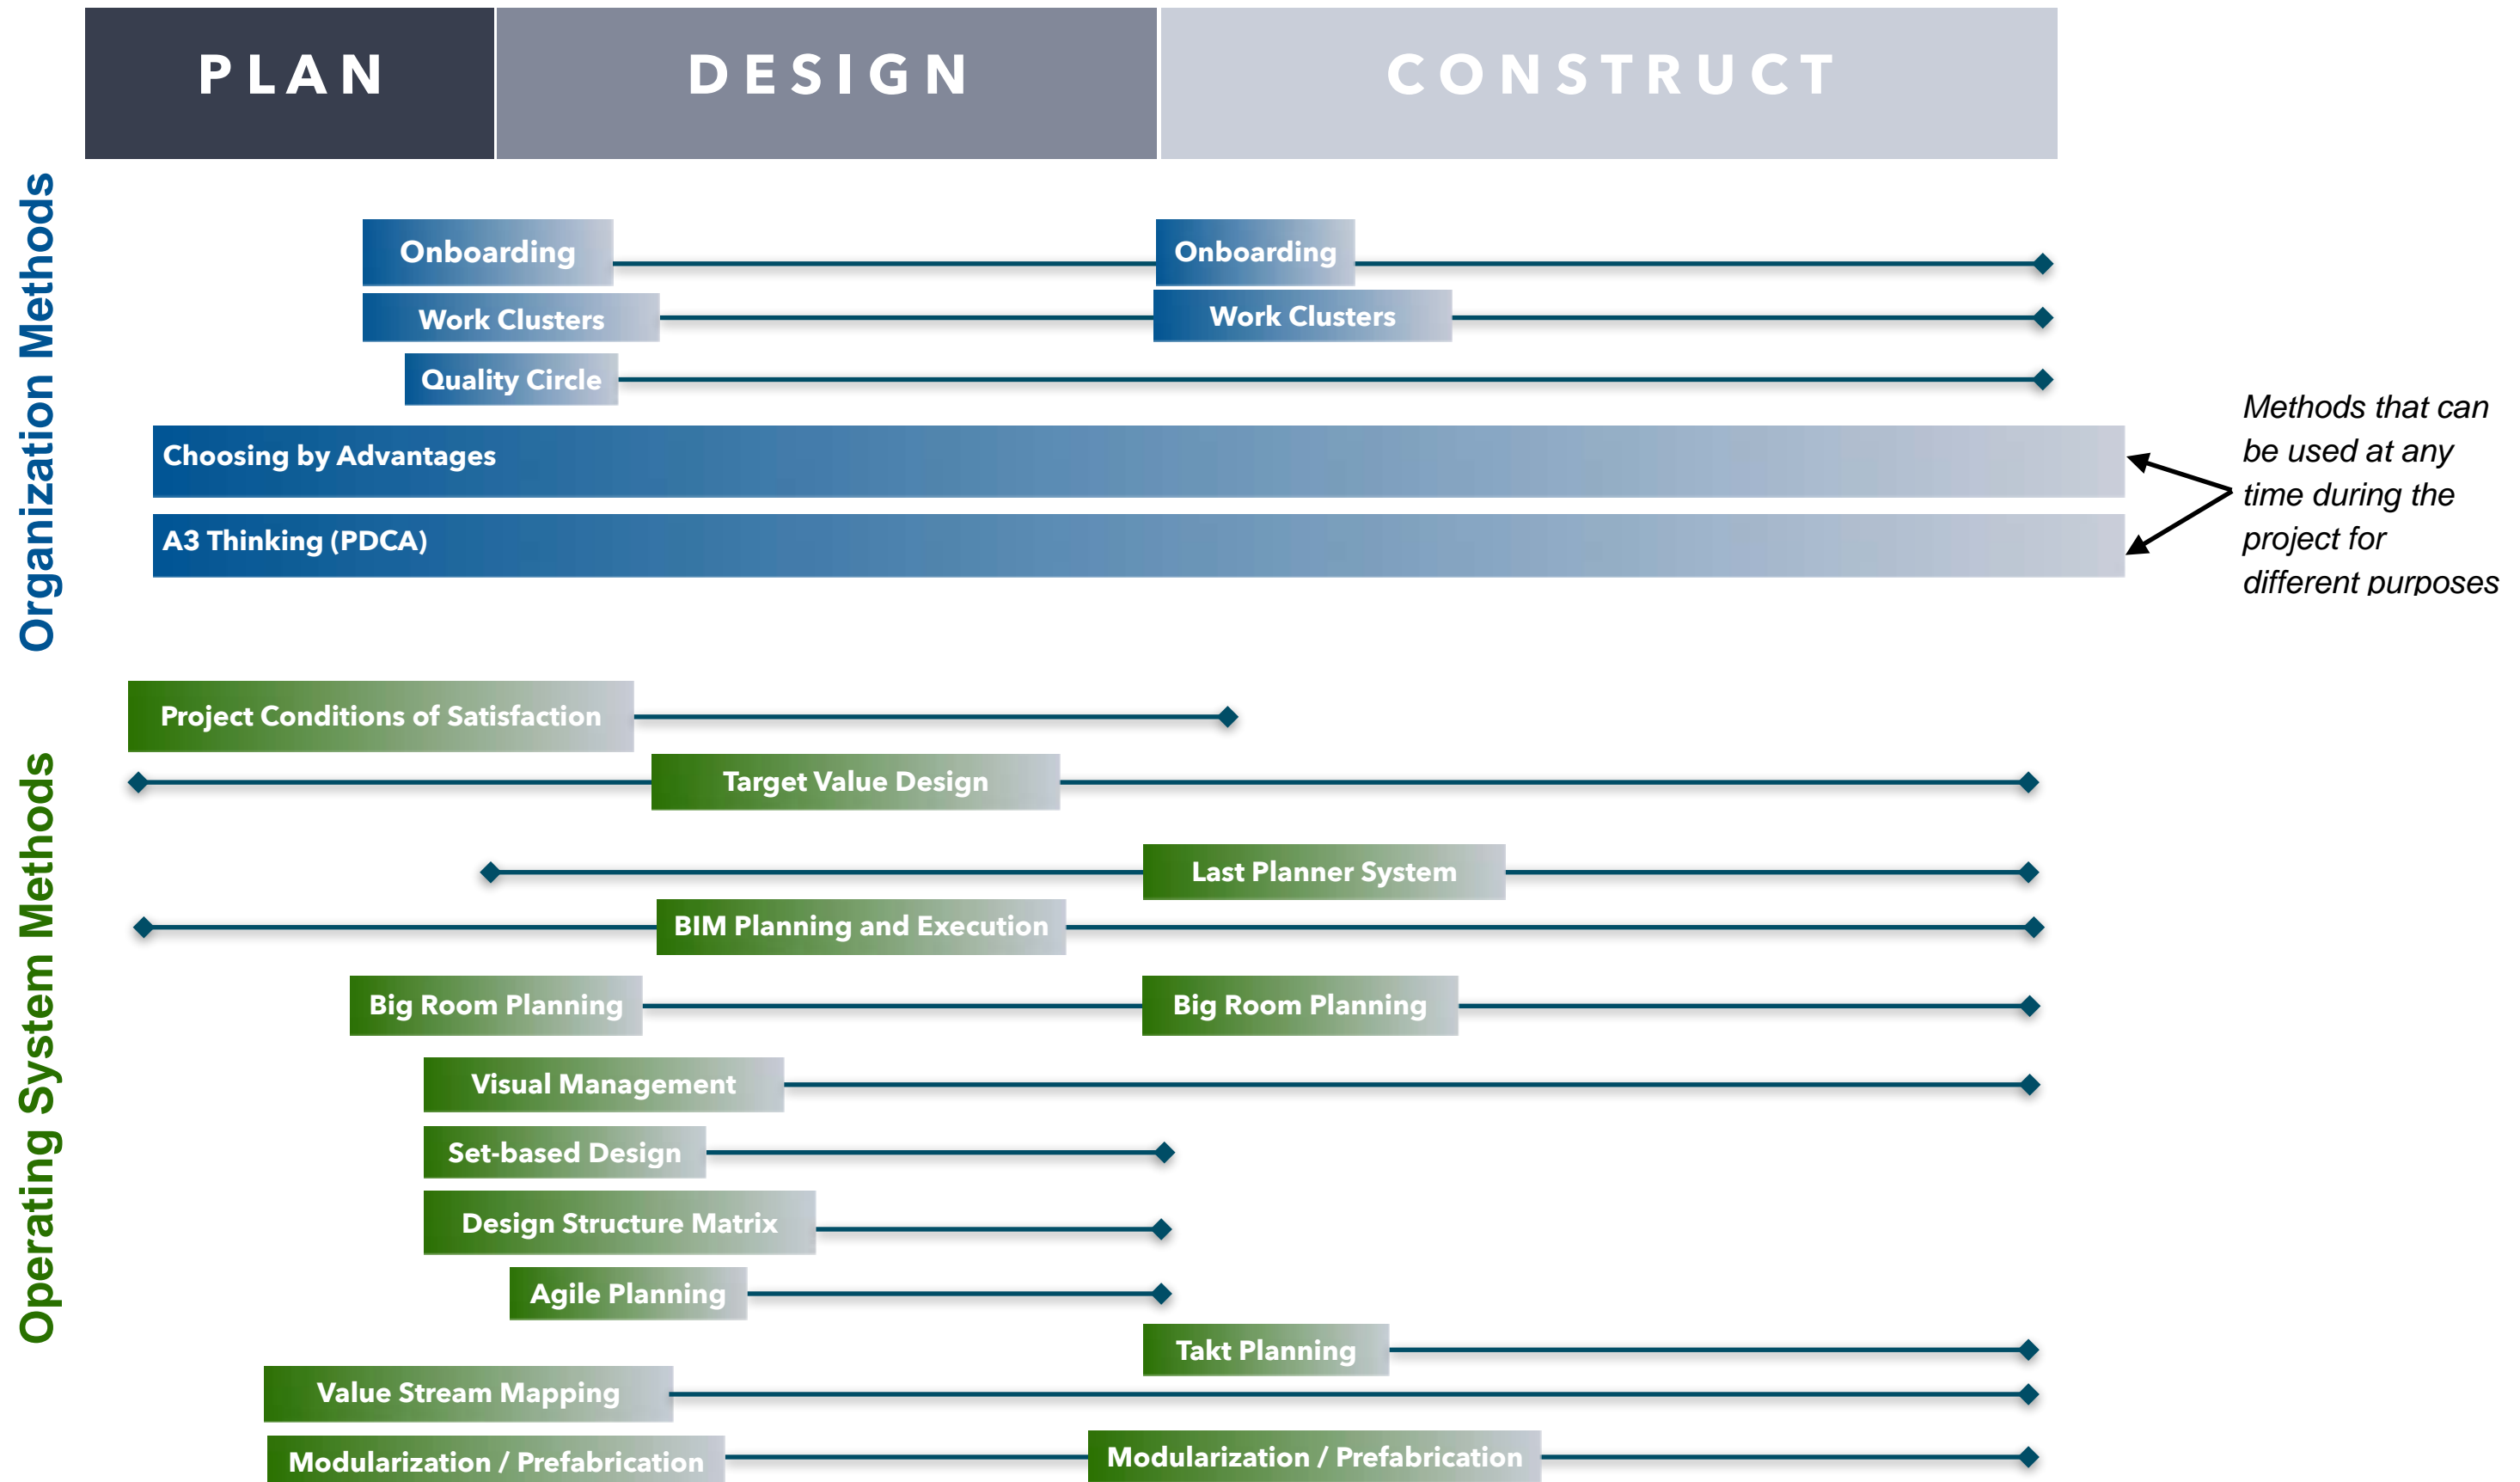 PLAN
DESIGN
CONSTRUCT
Organization Methods
Onboarding
Onboarding
Work Clusters
Work Clusters
Quality Circle
Choosing by Advantages
A3 Thinking (PDCA)
Methods that can
be used at any
time during the
project for
different purposes
Operating System Methods
Project Conditions of Satisfaction
Target Value Design
Last Planner System
BIM Planning and Execution
Big Room Planning
Big Room Planning
Visual Management
Set-based Design
Design Structure Matrix
Agile Planning
Takt Planning
Value Stream Mapping
Modularization / Prefabrication
Modularization / Prefabrication